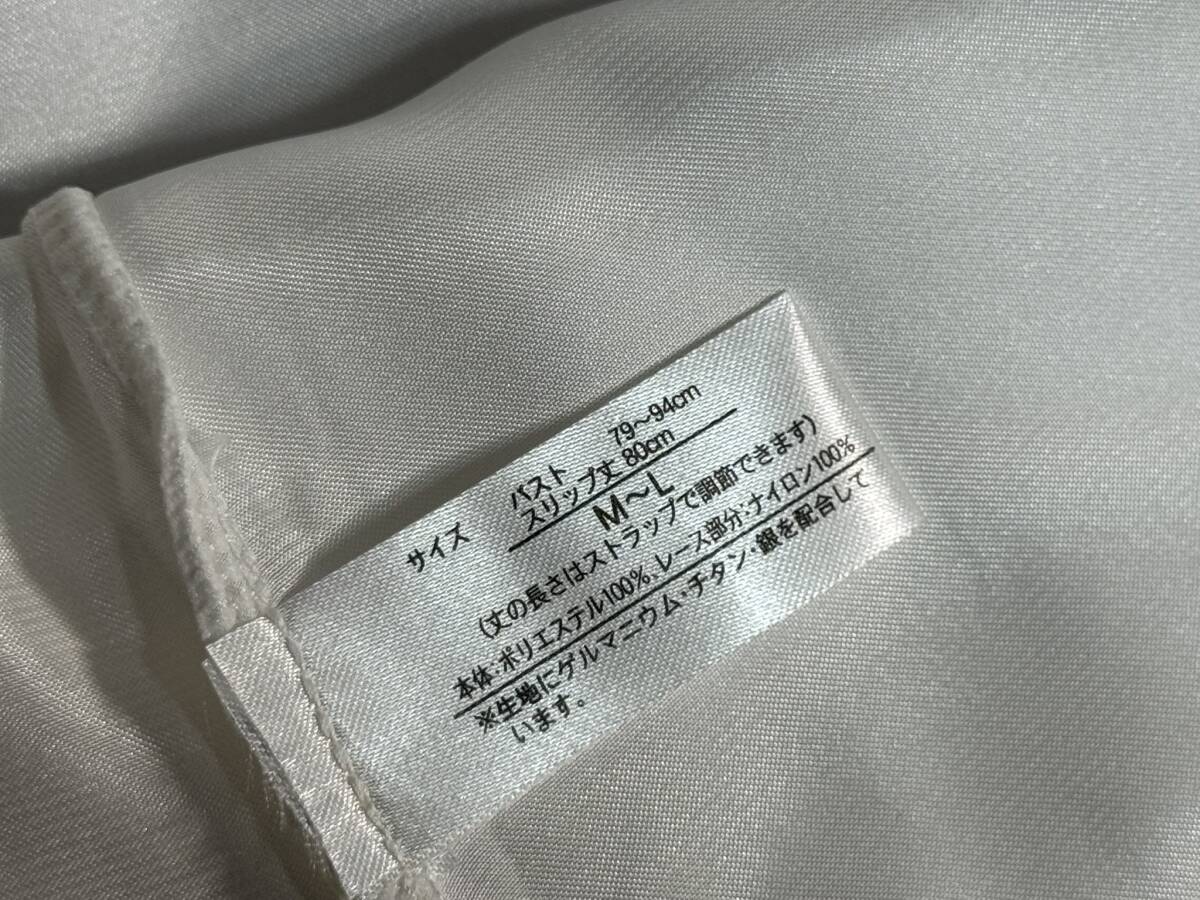 サイズ
バスト 79~94cm
スリップ丈 80cm
M~L
(丈の長さはストラップで調節できます)
本体:ポリエステル100%、レース部分:ナイロン100%
※生地にゲルマニウム・チタン・銀を配合して
います。